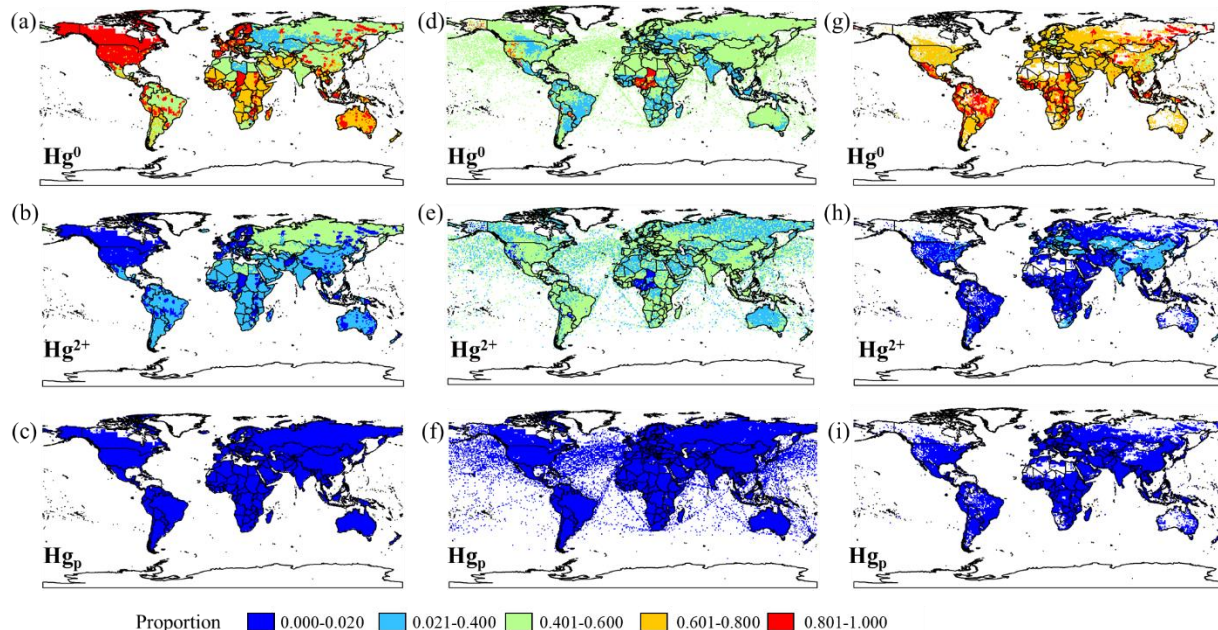 (a) (d) (g)
Hg⁰ Hg⁰ Hg⁰
(b) (e) (h)
Hg²⁺ Hg²⁺ Hg²⁺
(c) (f) (i)
Hgₚ Hgₚ Hgₚ
Proportion 0.000-0.020 0.021-0.400 0.401-0.600 0.601-0.800 0.801-1.000